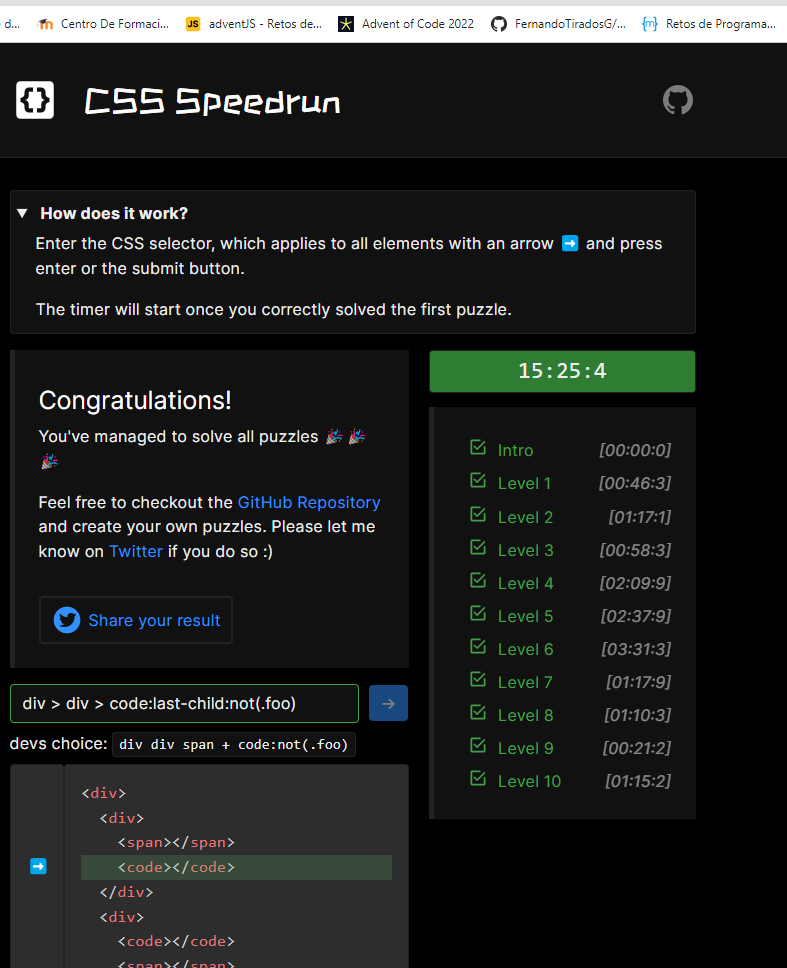 d...
Centro De Formaci...
JS adventJS - Retos de...
Advent of Code 2022
FernandoTiradosG/...
{m} Retos de Programa...
{} CSS Speedrun
▼ How does it work?
Enter the CSS selector, which applies to all elements with an arrow ➡ and press
enter or the submit button.
The timer will start once you correctly solved the first puzzle.
Congratulations!
You've managed to solve all puzzles 🎉 🎉
🎉
Feel free to checkout the GitHub Repository
and create your own puzzles. Please let me
know on Twitter if you do so :)
Share your result
div > div > code:last-child:not(.foo)
→
devs choice: div div span + code:not(.foo)
<div>
<div>
<span></span>
➡ <code></code>
</div>
<div>
<code></code>
<span></span>
15:25:4
Intro [00:00:0]
Level 1 [00:46:3]
Level 2 [01:17:1]
Level 3 [00:58:3]
Level 4 [02:09:9]
Level 5 [02:37:9]
Level 6 [03:31:3]
Level 7 [01:17:9]
Level 8 [01:10:3]
Level 9 [00:21:2]
Level 10 [01:15:2]